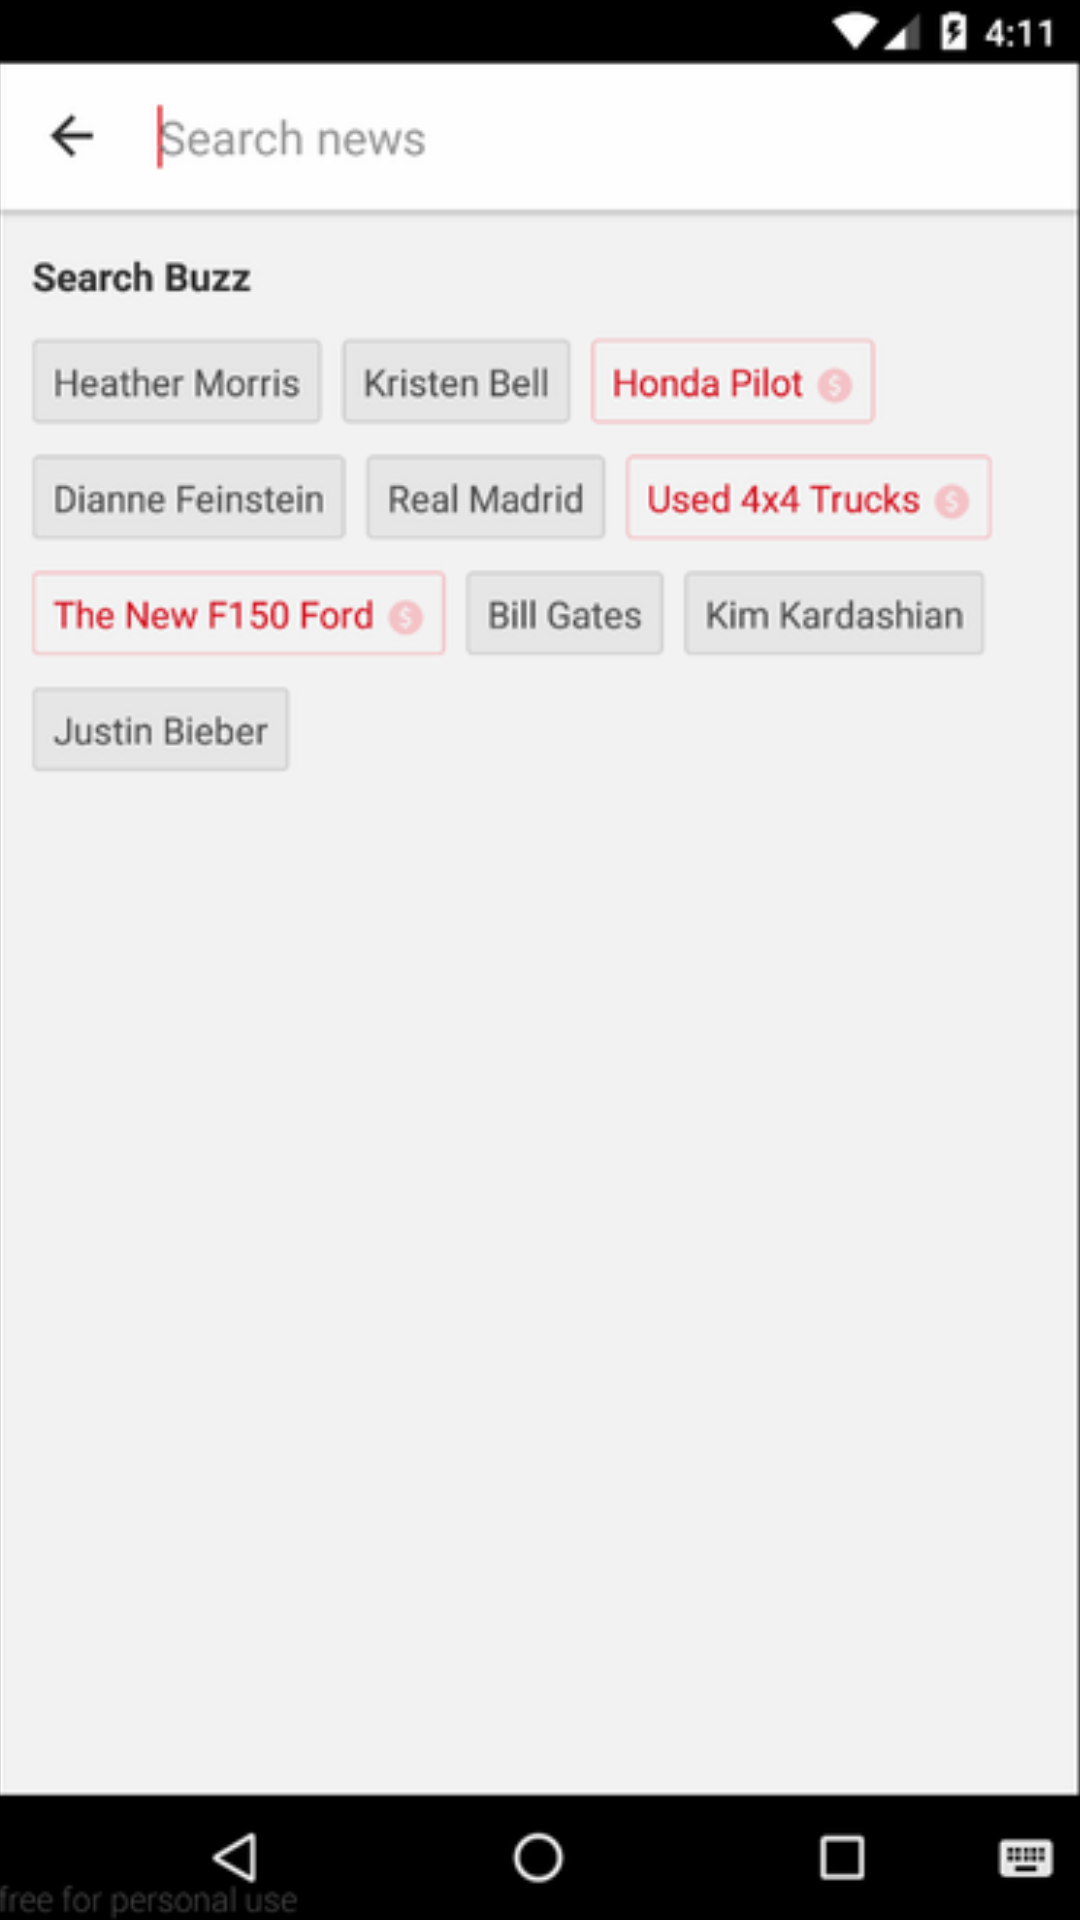 4:11
Search news
Search Buzz
Heather Morris Kristen Bell Honda Pilot $
Dianne Feinstein Real Madrid Used 4x4 Trucks $
The New F150 Ford $ Bill Gates Kim Kardashian
Justin Bieber
free for personal use